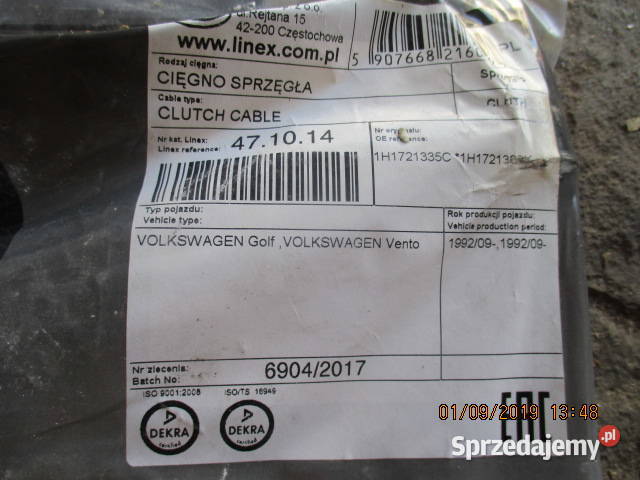 ul.Rejtana 15
42-200 Częstochowa
www.linex.com.pl
5 907668
Rodzaj cięgna:
CIĘGNO SPRZĘGŁA
Cable type:
CLUTCH CABLE
Nr kat. Linex:
Linex reference:
47.10.14
Nr oryginału:
OE reference:
1H1721335C
Typ pojazdu:
Vehicle type:
VOLKSWAGEN Golf ,VOLKSWAGEN Vento
Rok produkcji pojazdu:
Vehicle production period:
1992/09-,1992/09-
Nr zlecenia:
Batch No:
6904/2017
ISO 9001:2008
ISO/TS 16949
DEKRA
certified
DEKRA
certified
EAC
01/09/2019 13:48
Sprzedajemy.pl